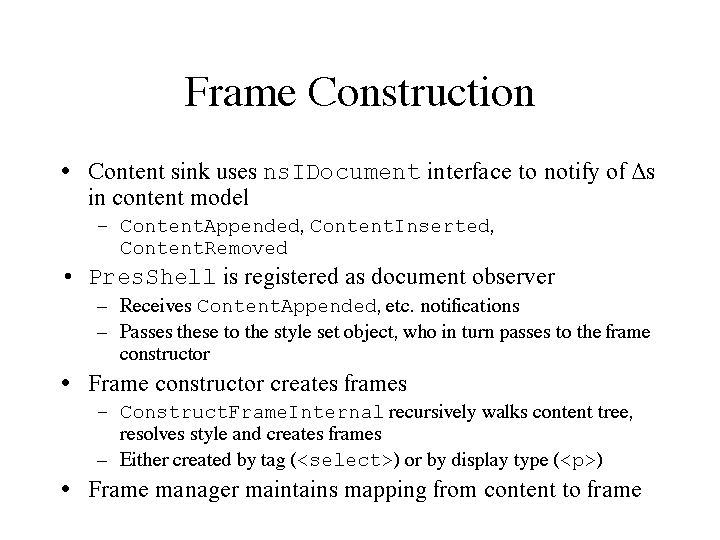 Frame Construction
• Content sink uses nsIDocument interface to notify of Δs
in content model
– ContentAppended, ContentInserted,
ContentRemoved
• PresShell is registered as document observer
– Receives ContentAppended, etc. notifications
– Passes these to the style set object, who in turn passes to the frame
constructor
• Frame constructor creates frames
– ConstructFrameInternal recursively walks content tree,
resolves style and creates frames
– Either created by tag (<select>) or by display type (<p>)
• Frame manager maintains mapping from content to frame